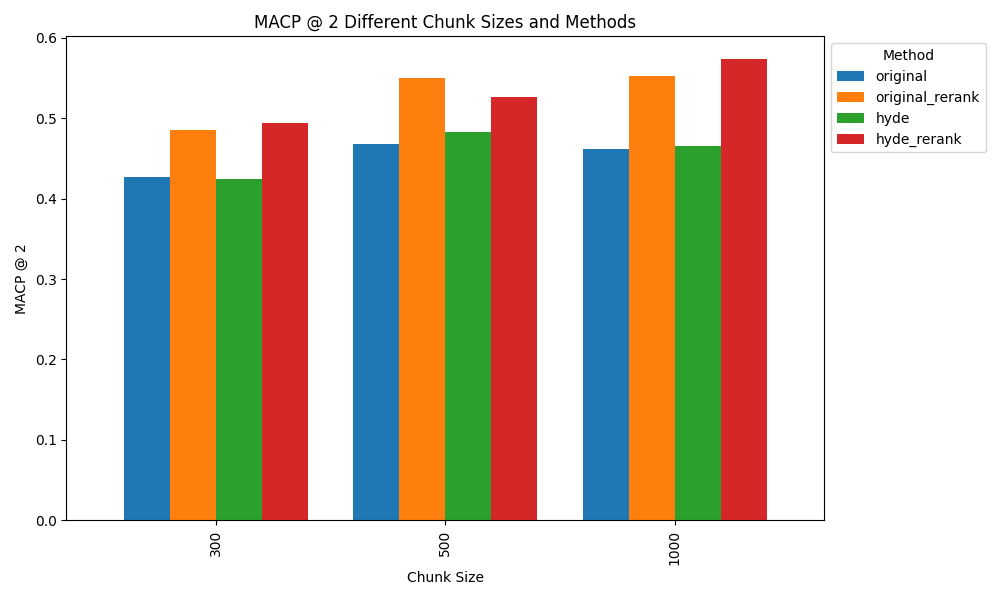 MACP @ 2 Different Chunk Sizes and Methods
0.6
0.5
0.4
0.3
0.2
0.1
0.0
MACP @ 2
300
500
1000
Chunk Size
Method
original
original_rerank
hyde
hyde_rerank